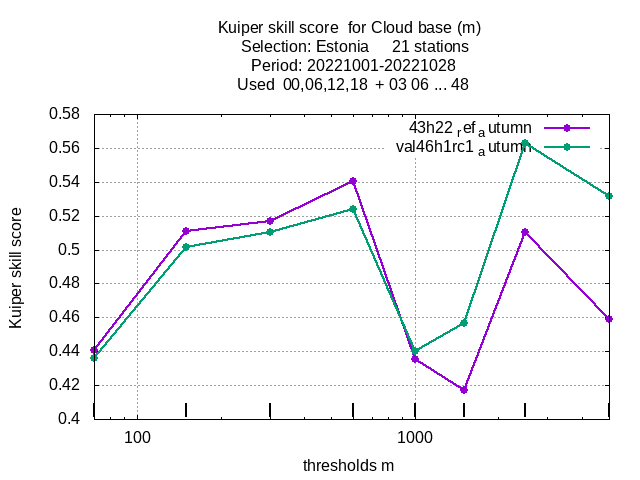 Kuiper skill score for Cloud base (m)
Selection: Estonia 21 stations
Period: 20221001-20221028
Used 00,06,12,18 + 03 06 ... 48
0.58
0.56
0.54
0.52
0.5
0.48
0.46
0.44
0.42
0.4
Kuiper skill score
43h22 refautumn
val46h1rc1 autumn
100
1000
thresholds m